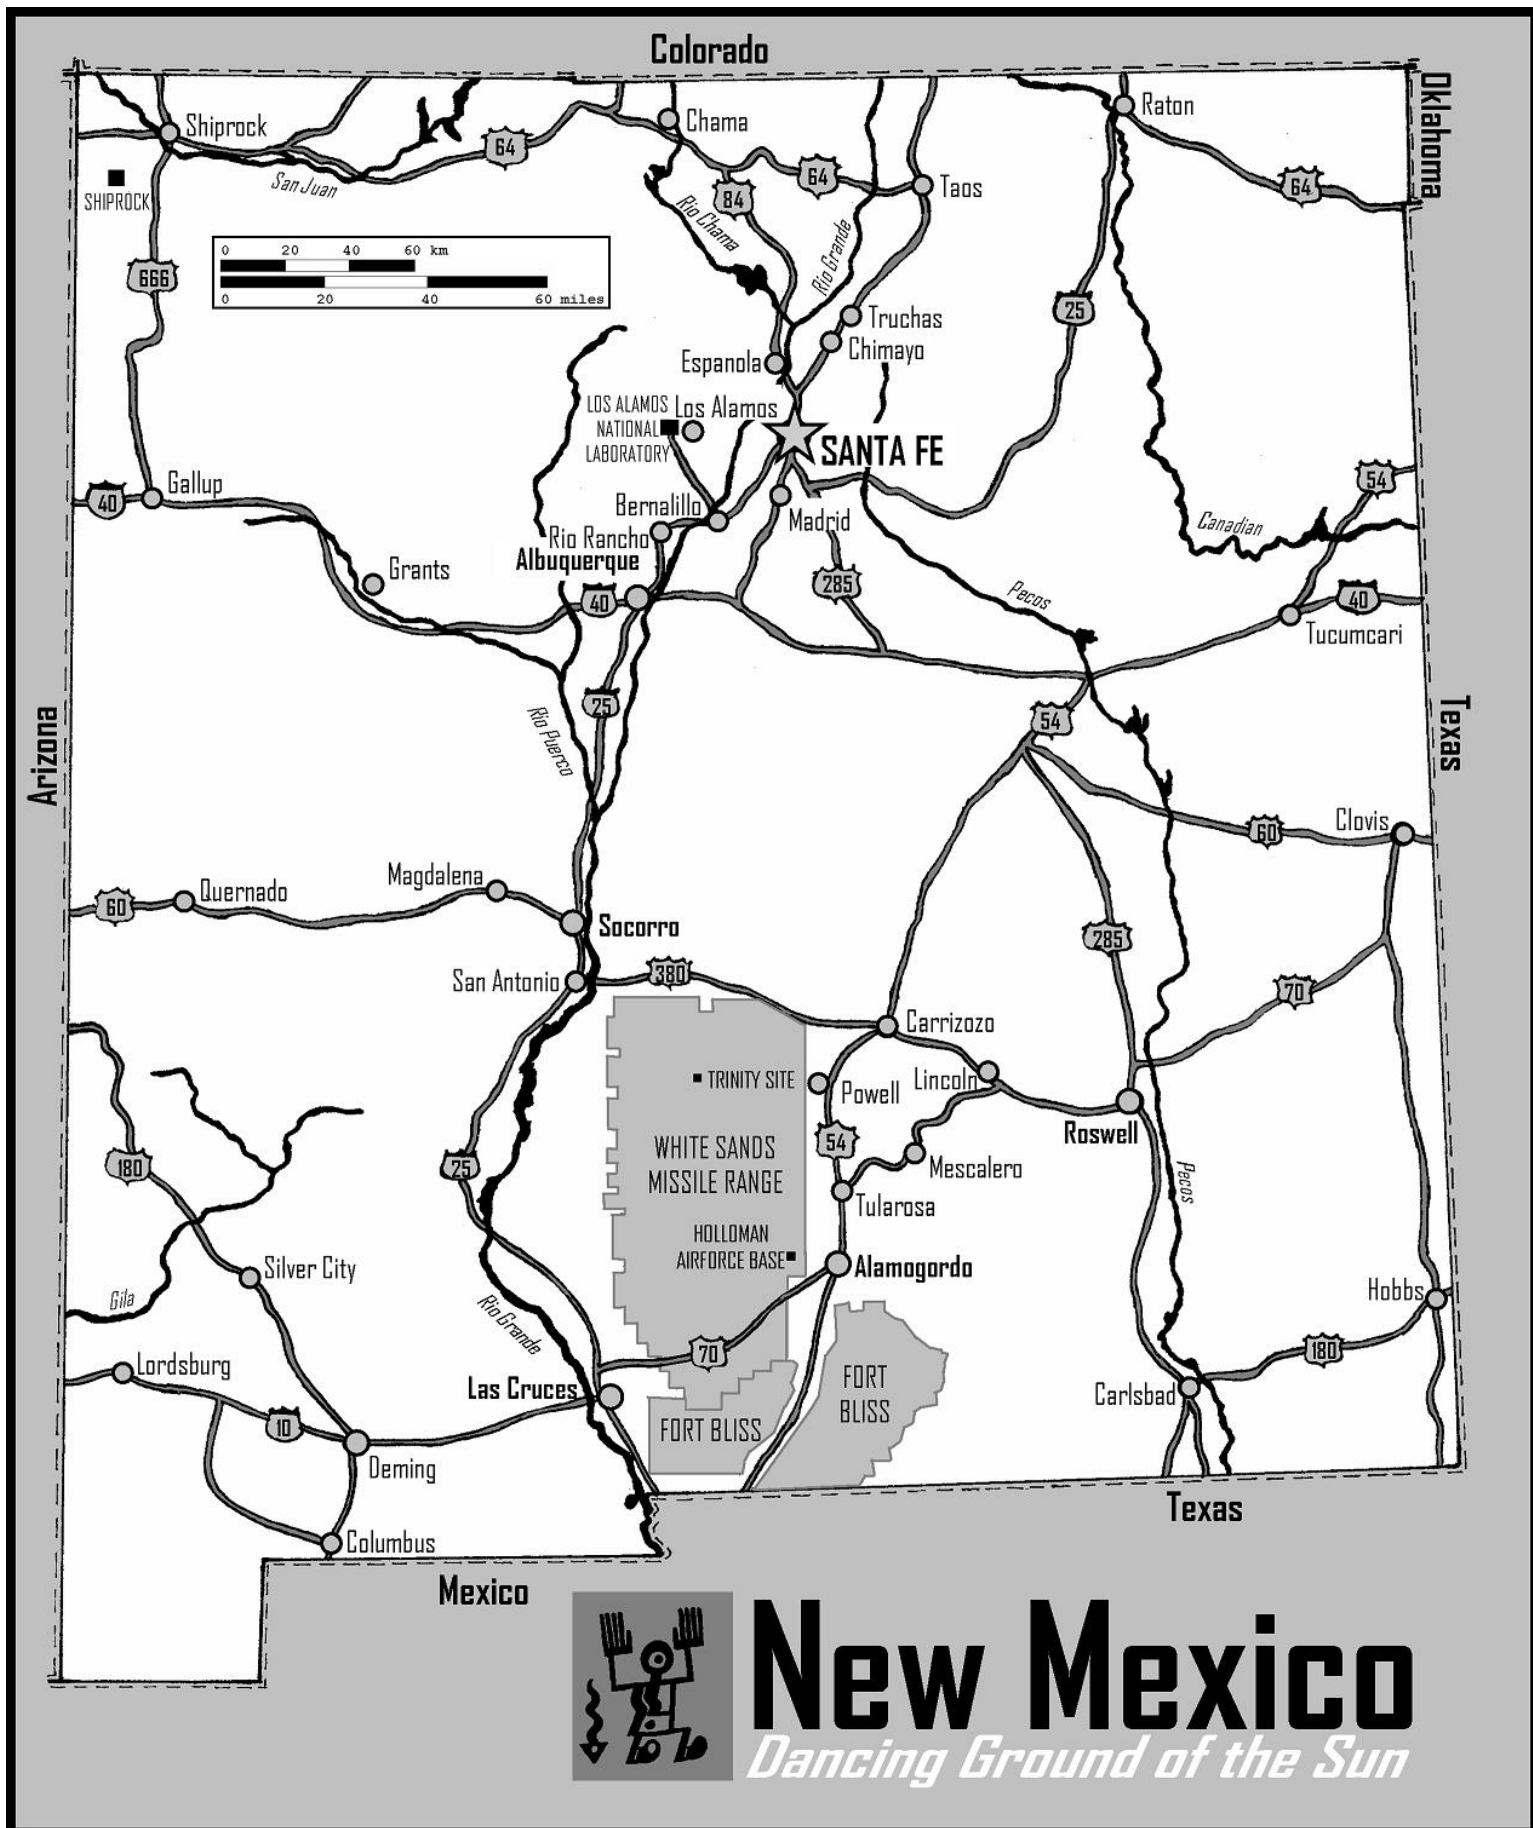 Colorado
Oklahoma
Shiprock
Chama
Raton
64
SHIPROCK
San Juan
84
64
Taos
64
Rio Chama
Rio Grande
0 20 40 60 km
0 20 40 60 miles
666
25
Truchas
Chimayo
Espanola
LOS ALAMOS
NATIONAL
LABORATORY
Los Alamos
SANTA FE
40
Gallup
54
Bernalillo
Madrid
Canadian
Rio Rancho
Albuquerque
Grants
40
285
Pecos
40
Tucumcari
25
54
Rio Puerco
Arizona
Texas
60
Clovis
Magdalena
60
Quernado
Socorro
285
San Antonio
380
70
Carrizozo
TRINITY SITE
Powell
Lincoln
Roswell
WHITE SANDS
MISSILE RANGE
54
25
180
Mescalero
Pecos
Tularosa
HOLLOMAN
AIRFORCE BASE
Alamogordo
Silver City
Gila
Rio Grande
Hobbs
Lordsburg
70
180
FORT
BLISS
Las Cruces
Carlsbad
10
FORT BLISS
Deming
Texas
Columbus
Mexico
New Mexico
Dancing Ground of the Sun